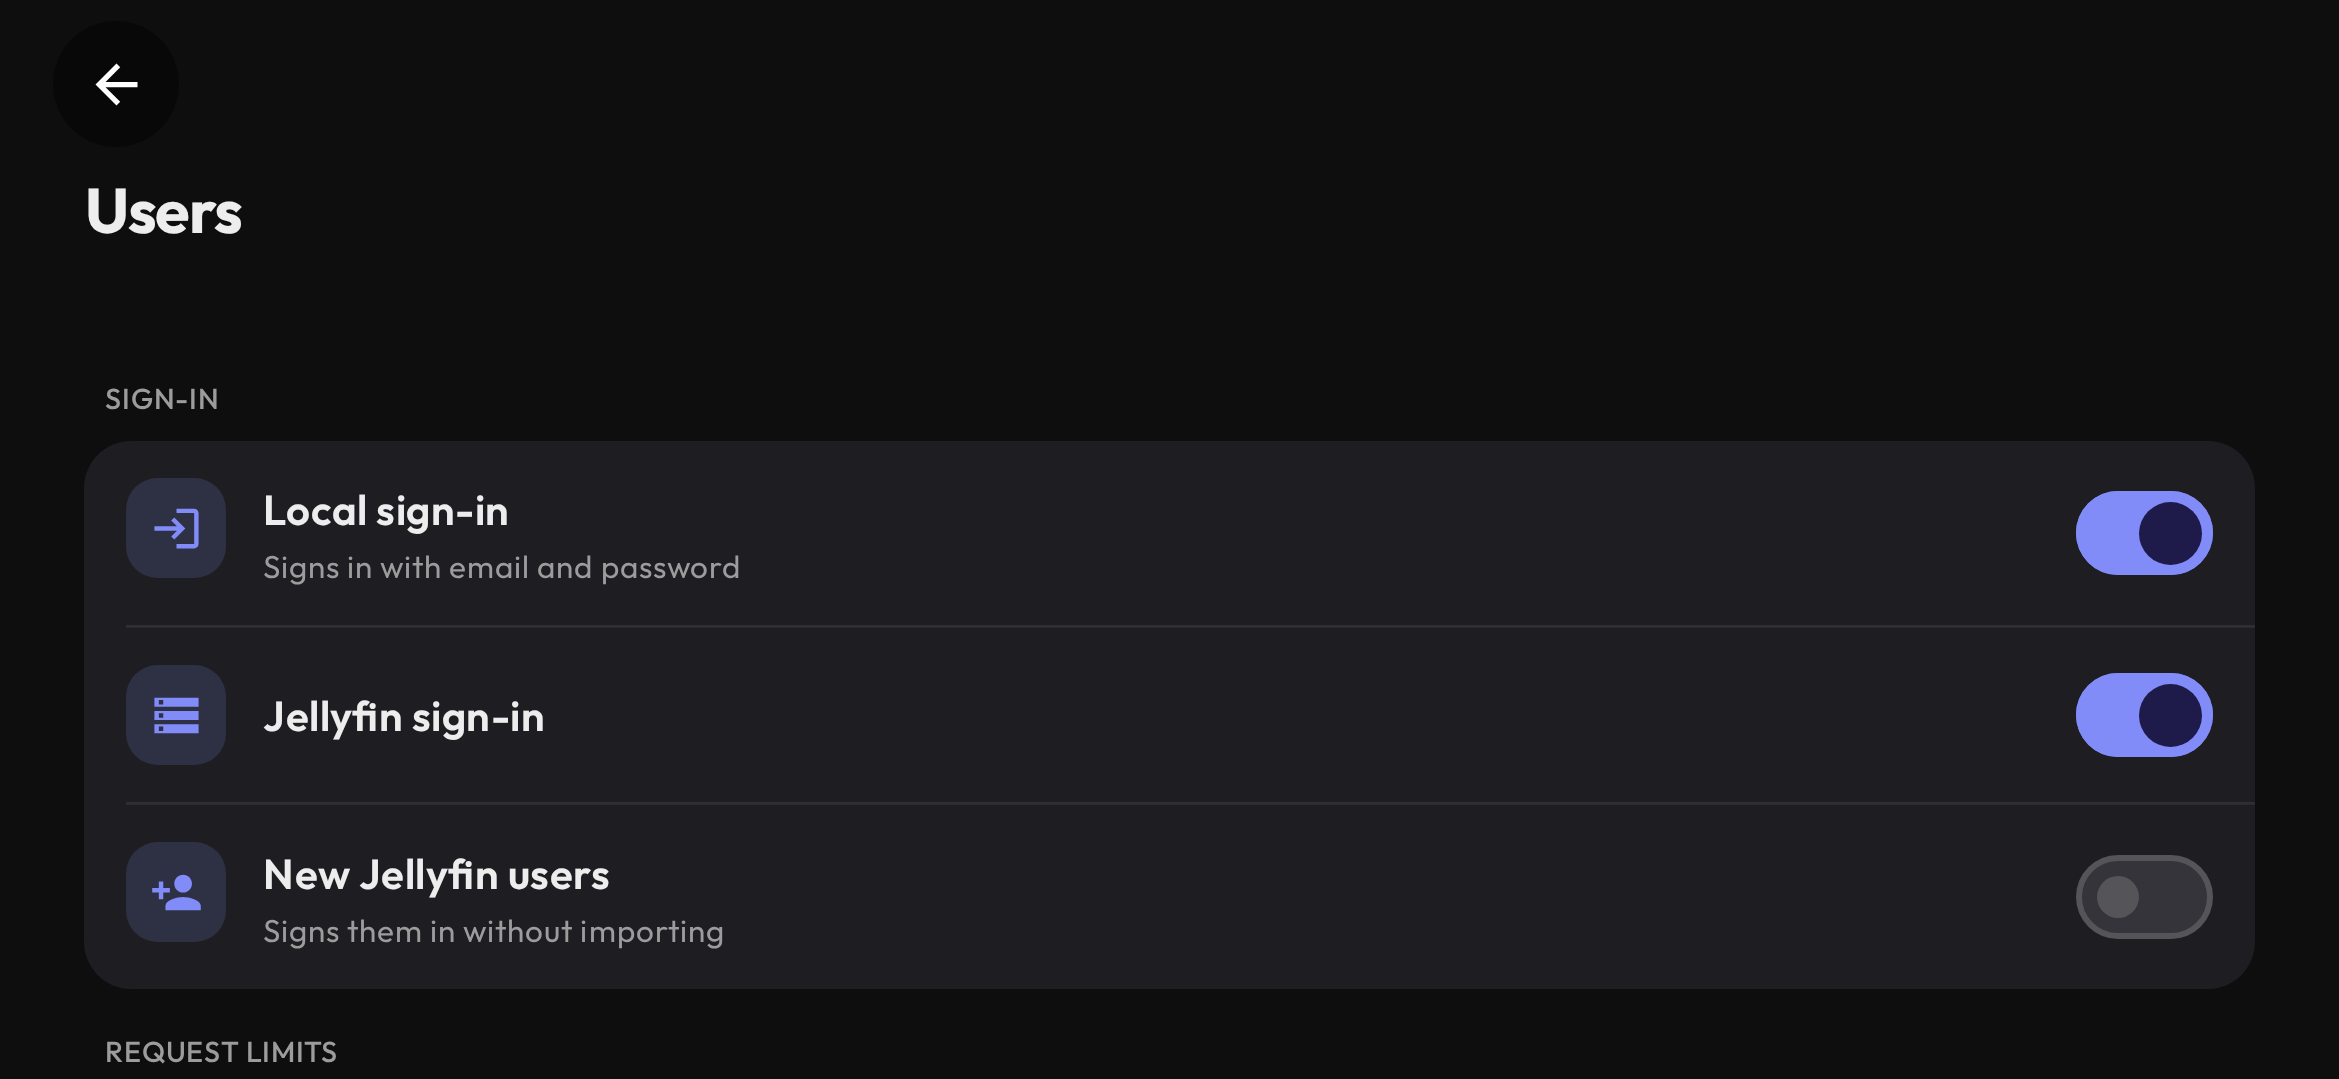 Users
SIGN-IN
Local sign-in
Signs in with email and password
Jellyfin sign-in
New Jellyfin users
Signs them in without importing
REQUEST LIMITS